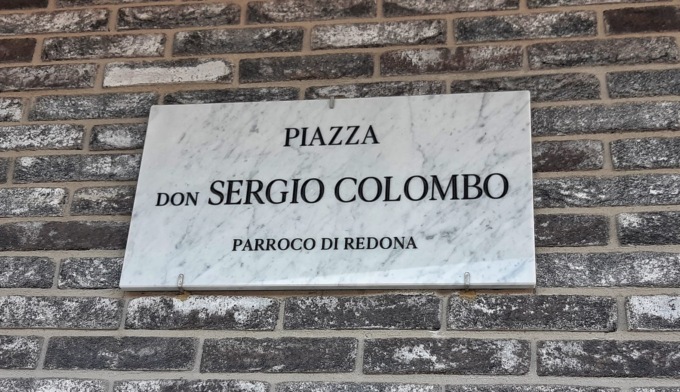 PIAZZA
DON SERGIO COLOMBO
PARROCO DI REDONA